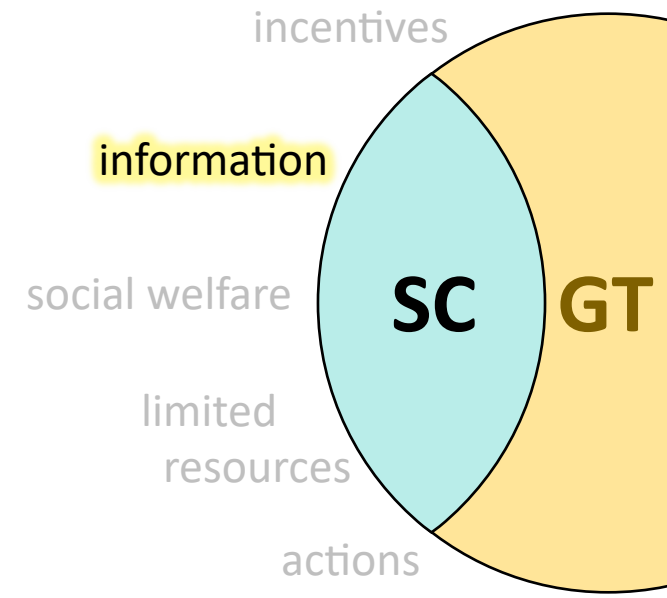 incentives
information
social welfare
SC GT
limited
resources
actions